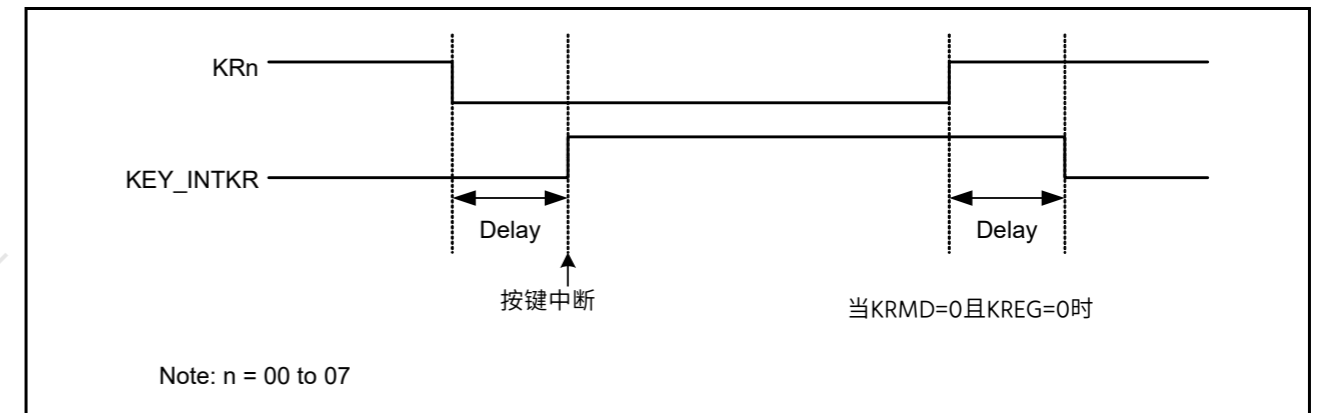 KRn
KEY_INTKR
Delay
Delay
按键中断
当KRMD=0且KREG=0时
Note: n = 00 to 07